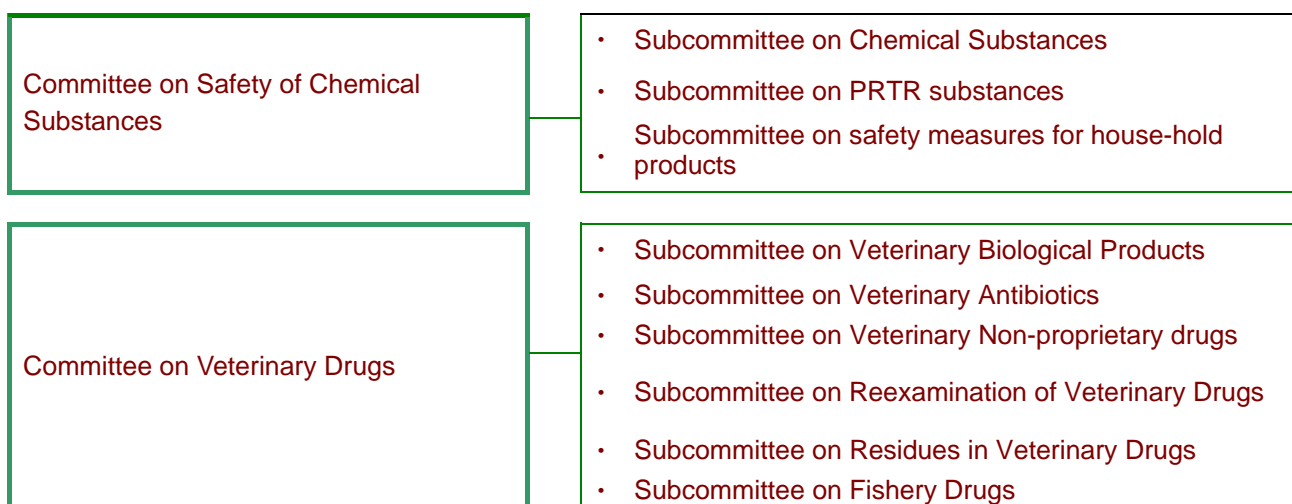 Committee on Safety of Chemical
Substances
・ Subcommittee on Chemical Substances
・ Subcommittee on PRTR substances
・ Subcommittee on safety measures for house-hold
products
Committee on Veterinary Drugs
・ Subcommittee on Veterinary Biological Products
・ Subcommittee on Veterinary Antibiotics
・ Subcommittee on Veterinary Non-proprietary drugs
・ Subcommittee on Reexamination of Veterinary Drugs
・ Subcommittee on Residues in Veterinary Drugs
・ Subcommittee on Fishery Drugs